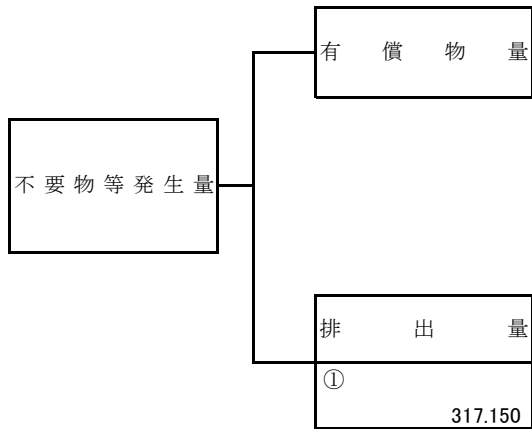 有償物量
不要物等発生量
排出量
①
317.150